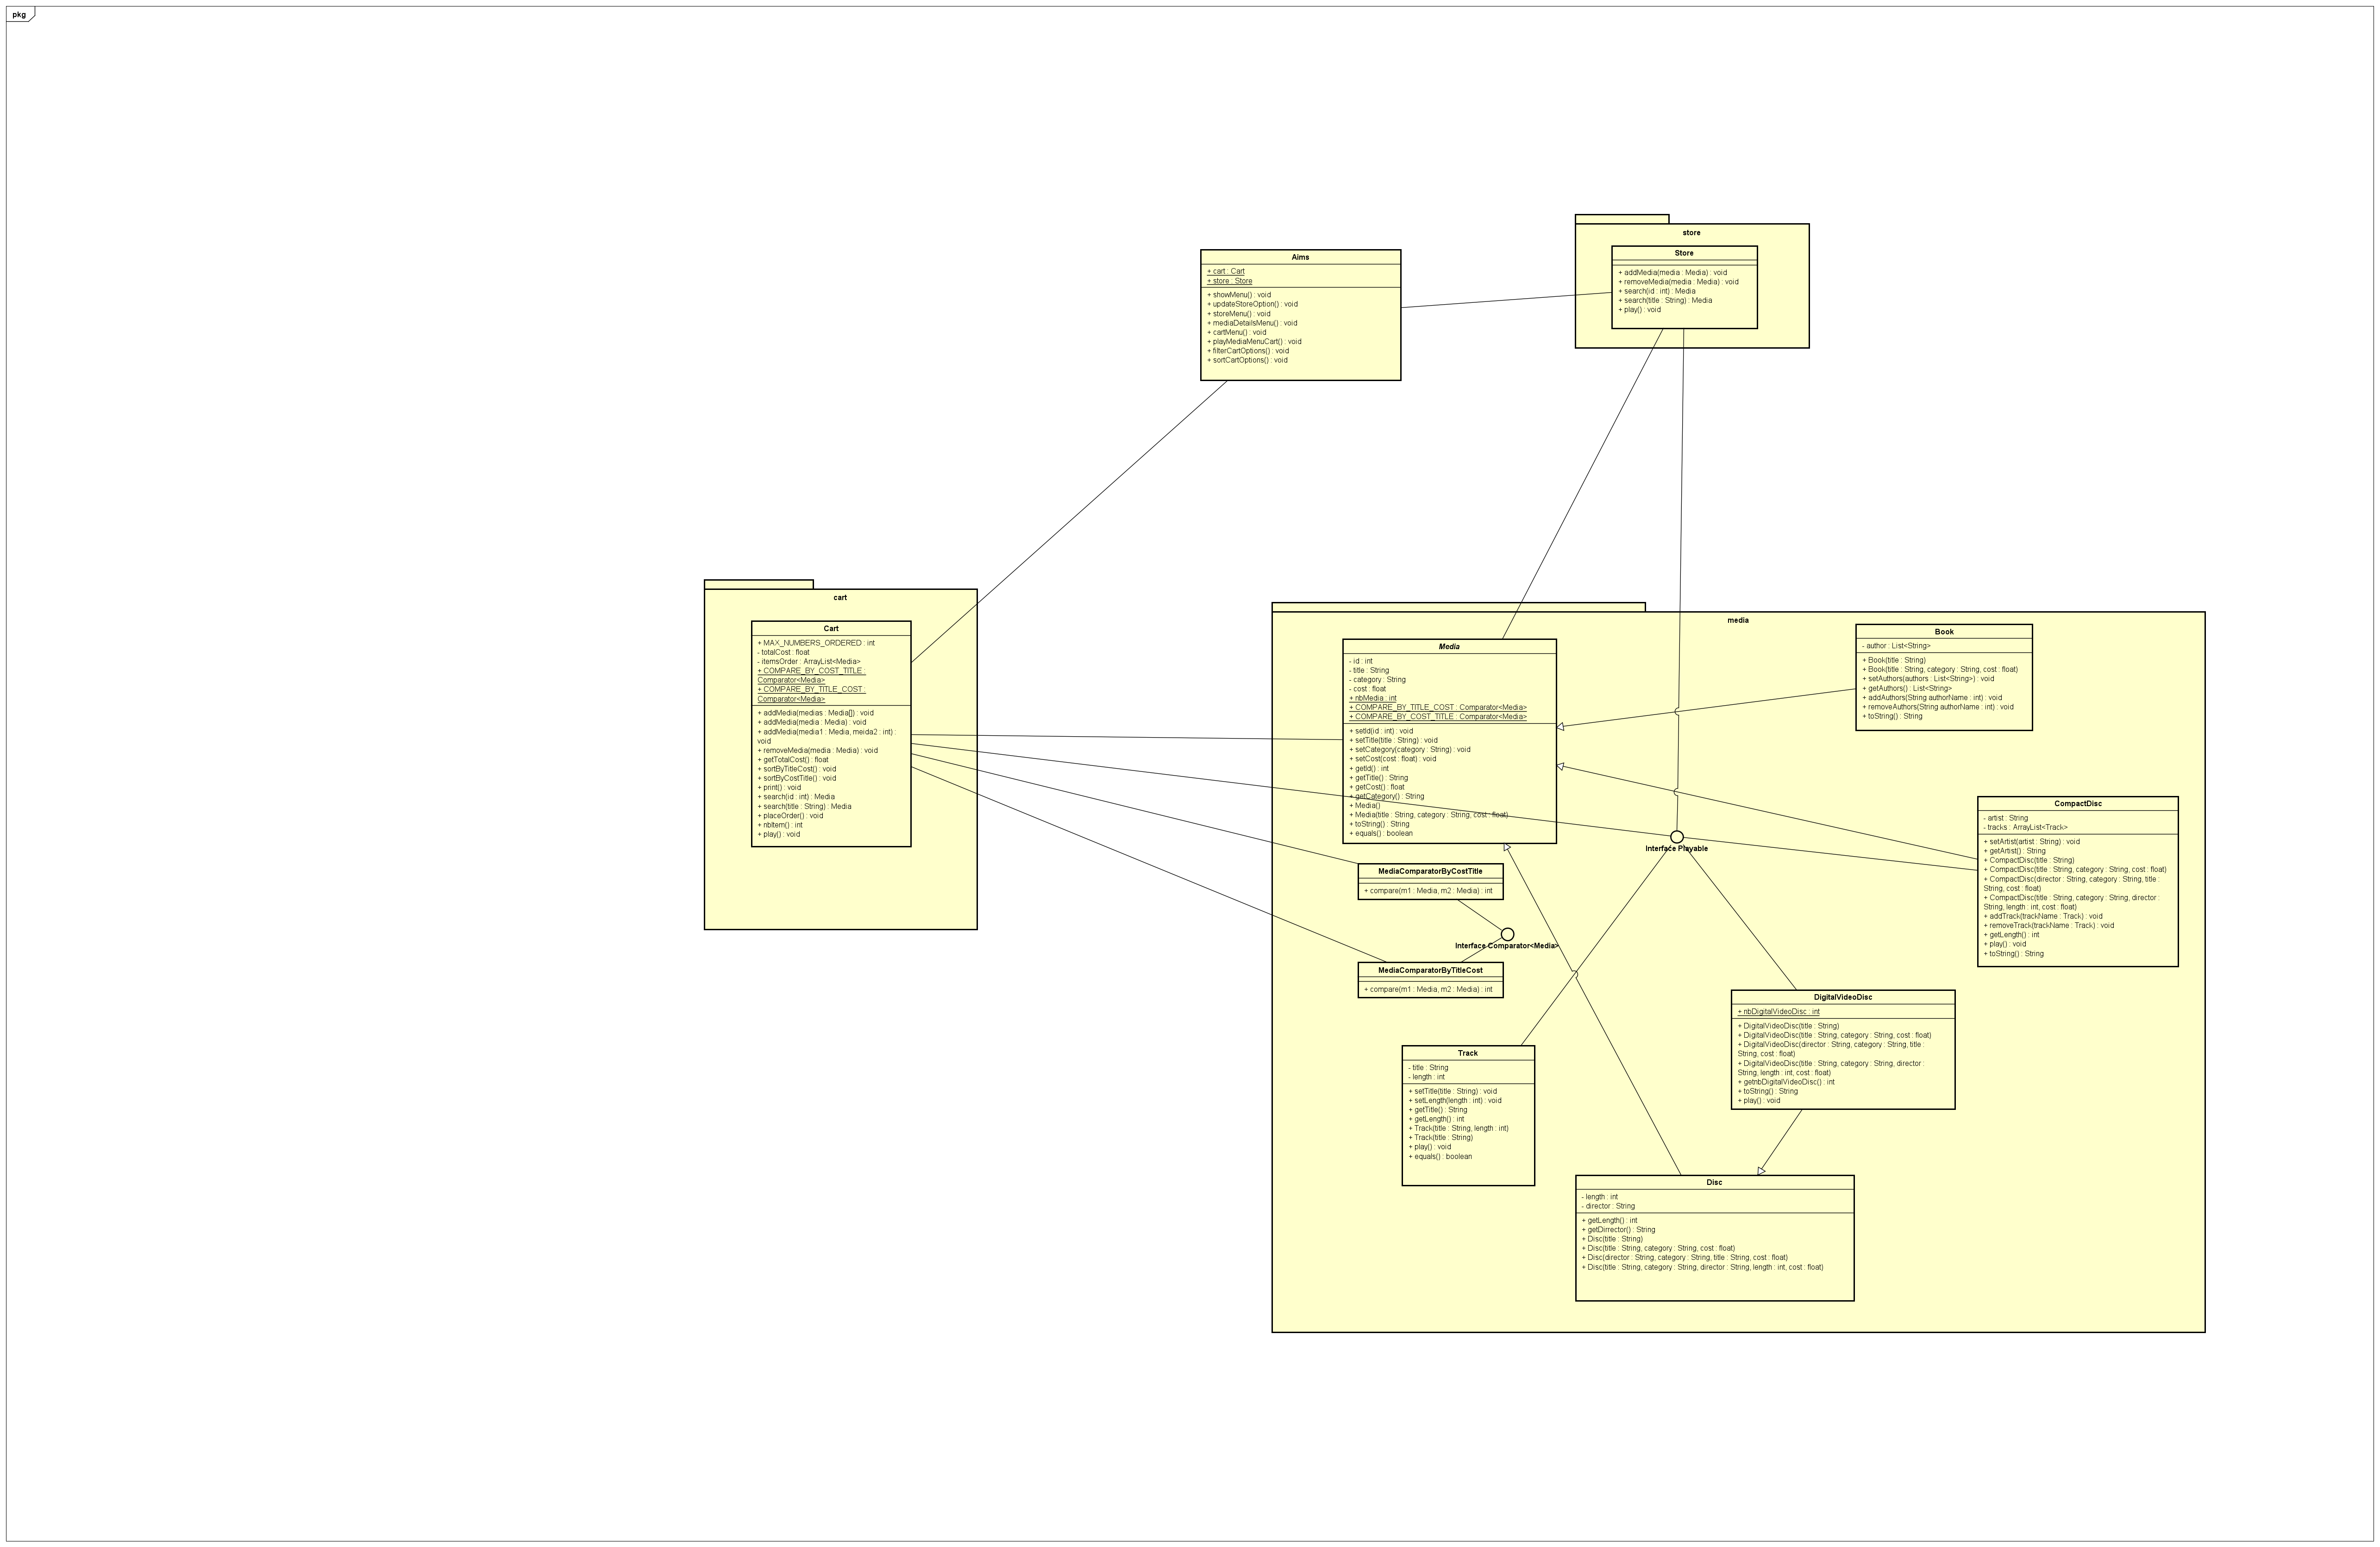 pkg
store
Store
+ addMedia(media : Media) : void
+ removeMedia(media : Media) : void
+ search(id : int) : Media
+ search(title : String) : Media
+ play() : void
Aims
+ cart : Cart
+ store : Store
+ showMenu() : void
+ updateStoreOption() : void
+ storeMenu() : void
+ mediaDetailsMenu() : void
+ cartMenu() : void
+ playMediaMenuCart() : void
+ filterCartOptions() : void
+ sortCartOptions() : void
cart
Cart
+ MAX_NUMBERS_ORDERED : int
- totalCost : float
- itemsOrder : ArrayList<Media>
+ COMPARE_BY_COST_TITLE :
Comparator<Media>
+ COMPARE_BY_TITLE_COST :
Comparator<Media>
+ addMedia(medias : Media[]) : void
+ addMedia(media : Media) : void
+ addMedia(media1 : Media, meida2 : int) :
void
+ removeMedia(media : Media) : void
+ getTotalCost() : float
+ sortByTitleCost() : void
+ sortByCostTitle() : void
+ print() : void
+ search(id : int) : Media
+ search(title : String) : Media
+ placeOrder() : void
+ nbItem() : int
+ play() : void
media
Media
- id : int
- title : String
- category : String
- cost : float
+ nbMedia : int
+ COMPARE_BY_TITLE_COST : Comparator<Media>
+ COMPARE_BY_COST_TITLE : Comparator<Media>
+ setId(id : int) : void
+ setTitle(title : String) : void
+ setCategory(category : String) : void
+ setCost(cost : float) : void
+ getId() : int
+ getTitle() : String
+ getCost() : float
+ getCategory() : String
+ Media()
+ Media(title : String, category : String, cost : float)
+ toString() : String
+ equals() : boolean
Book
- author : List<String>
+ Book(title : String)
+ Book(title : String, category : String, cost : float)
+ setAuthors(authors : List<String>) : void
+ getAuthors() : List<String>
+ addAuthors(String authorName : int) : void
+ removeAuthors(String authorName : int) : void
+ toString() : String
CompactDisc
- artist : String
- tracks : ArrayList<Track>
+ setArtist(artist : String) : void
+ getArtist() : String
+ CompactDisc(title : String)
+ CompactDisc(title : String, category : String, cost : float)
+ CompactDisc(director : String, category : String, title :
String, cost : float)
+ CompactDisc(title : String, category : String, director :
String, length : int, cost : float)
+ addTrack(trackName : Track) : void
+ removeTrack(trackName : Track) : void
+ getLength() : int
+ play() : void
+ toString() : String
Interface Playable
MediaComparatorByCostTitle
+ compare(m1 : Media, m2 : Media) : int
Interface Comparator<Media>
MediaComparatorByTitleCost
+ compare(m1 : Media, m2 : Media) : int
DigitalVideoDisc
+ nbDigitalVideoDisc : int
+ DigitalVideoDisc(title : String)
+ DigitalVideoDisc(title : String, category : String, cost : float)
+ DigitalVideoDisc(director : String, category : String, title :
String, cost : float)
+ DigitalVideoDisc(title : String, category : String, director :
String, length : int, cost : float)
+ getnbDigitalVideoDisc() : int
+ toString() : String
+ play() : void
Track
- title : String
- length : int
+ setTitle(title : String) : void
+ setLength(length : int) : void
+ getTitle() : String
+ getLength() : int
+ Track(title : String, length : int)
+ Track(title : String)
+ play() : void
+ equals() : boolean
Disc
- length : int
- director : String
+ getLength() : int
+ getDirrector() : String
+ Disc(title : String)
+ Disc(title : String, category : String, cost : float)
+ Disc(director : String, category : String, title : String, cost : float)
+ Disc(title : String, category : String, director : String, length : int, cost : float)